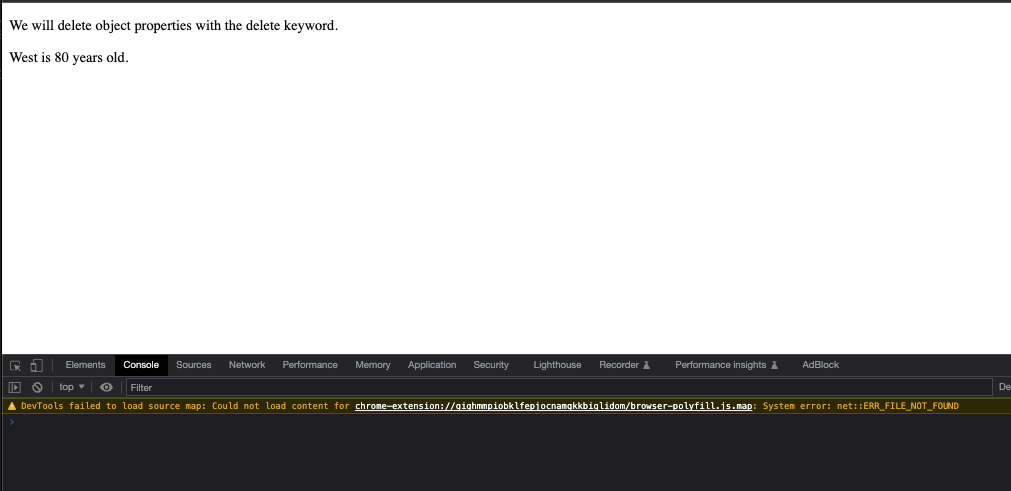 We will delete object properties with the delete keyword.
West is 80 years old.
Elements Console Sources Network Performance Memory Application Security Lighthouse Recorder Performance insights AdBlock
top Filter De
DevTools failed to load source map: Could not load content for chrome-extension://gighmmpiobklfepjocnamgkkbiglidom/browser-polyfill.js.map: System error: net::ERR_FILE_NOT_FOUND